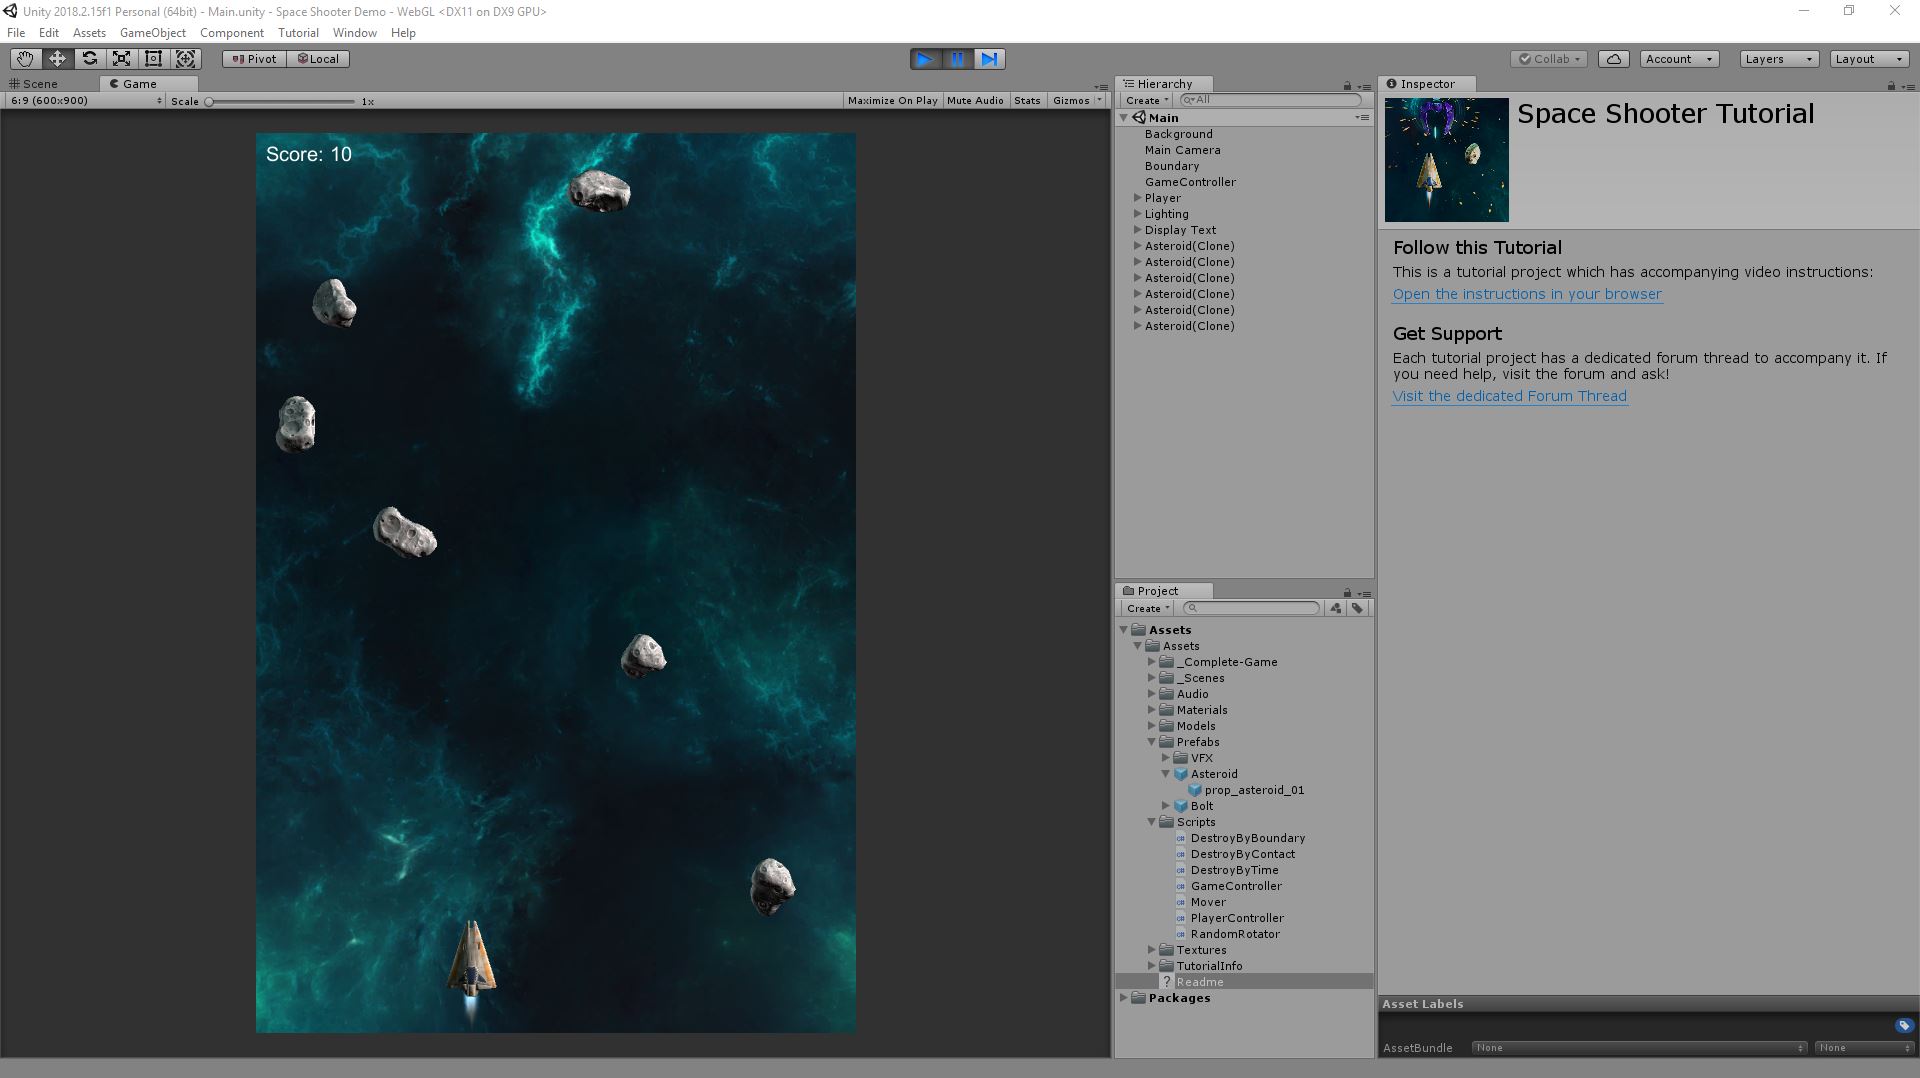 Unity 2018.2.15f1 Personal (64bit) - Main.unity - Space Shooter Demo - WebGL <DX11 on DX9 GPU>
File Edit Assets GameObject Component Tutorial Window Help
Pivot Local Collab Account Layers Layout
Scene Game
6:9 (600x900) Scale 1x Maximize On Play Mute Audio Stats Gizmos
Score: 10
Hierarchy
Create All
Main
Background
Main Camera
Boundary
GameController
Player
Lighting
Display Text
Asteroid(Clone)
Asteroid(Clone)
Asteroid(Clone)
Asteroid(Clone)
Asteroid(Clone)
Asteroid(Clone)
Project
Create
Assets
Assets
_Complete-Game
_Scenes
Audio
Materials
Models
Prefabs
VFX
Asteroid
prop_asteroid_01
Bolt
Scripts
DestroyByBoundary
DestroyByContact
DestroyByTime
GameController
Mover
PlayerController
RandomRotator
Textures
TutorialInfo
Readme
Packages
Inspector
Space Shooter Tutorial
Follow this Tutorial
This is a tutorial project which has accompanying video instructions:
Open the instructions in your browser
Get Support
Each tutorial project has a dedicated forum thread to accompany it. If
you need help, visit the forum and ask!
Visit the dedicated Forum Thread
Asset Labels
AssetBundle None None